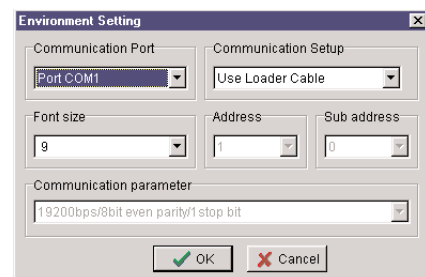 Environment Setting
Communication Port
Communication Setup
Port COM1
Use Loader Cable
Font size
Address
Sub address
9
1
0
Communication parameter
19200bps/8bit even parity/1stop bit
OK
Cancel